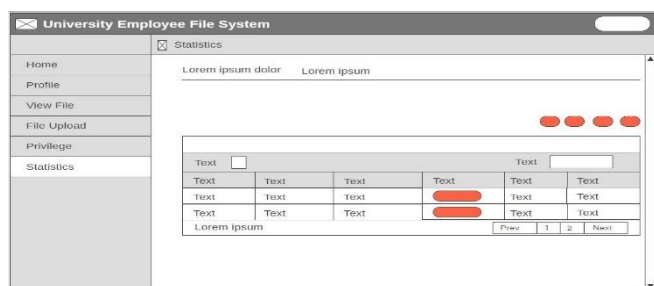 University Employee File System
Statistics
Home
Profile
View File
File Upload
Privilege
Statistics
Lorem ipsum dolor Lorem ipsum
Text Text
Text Text Text Text Text Text
Text Text Text Text Text
Text Text Text Text Text
Lorem ipsum Prev 1 2 Next